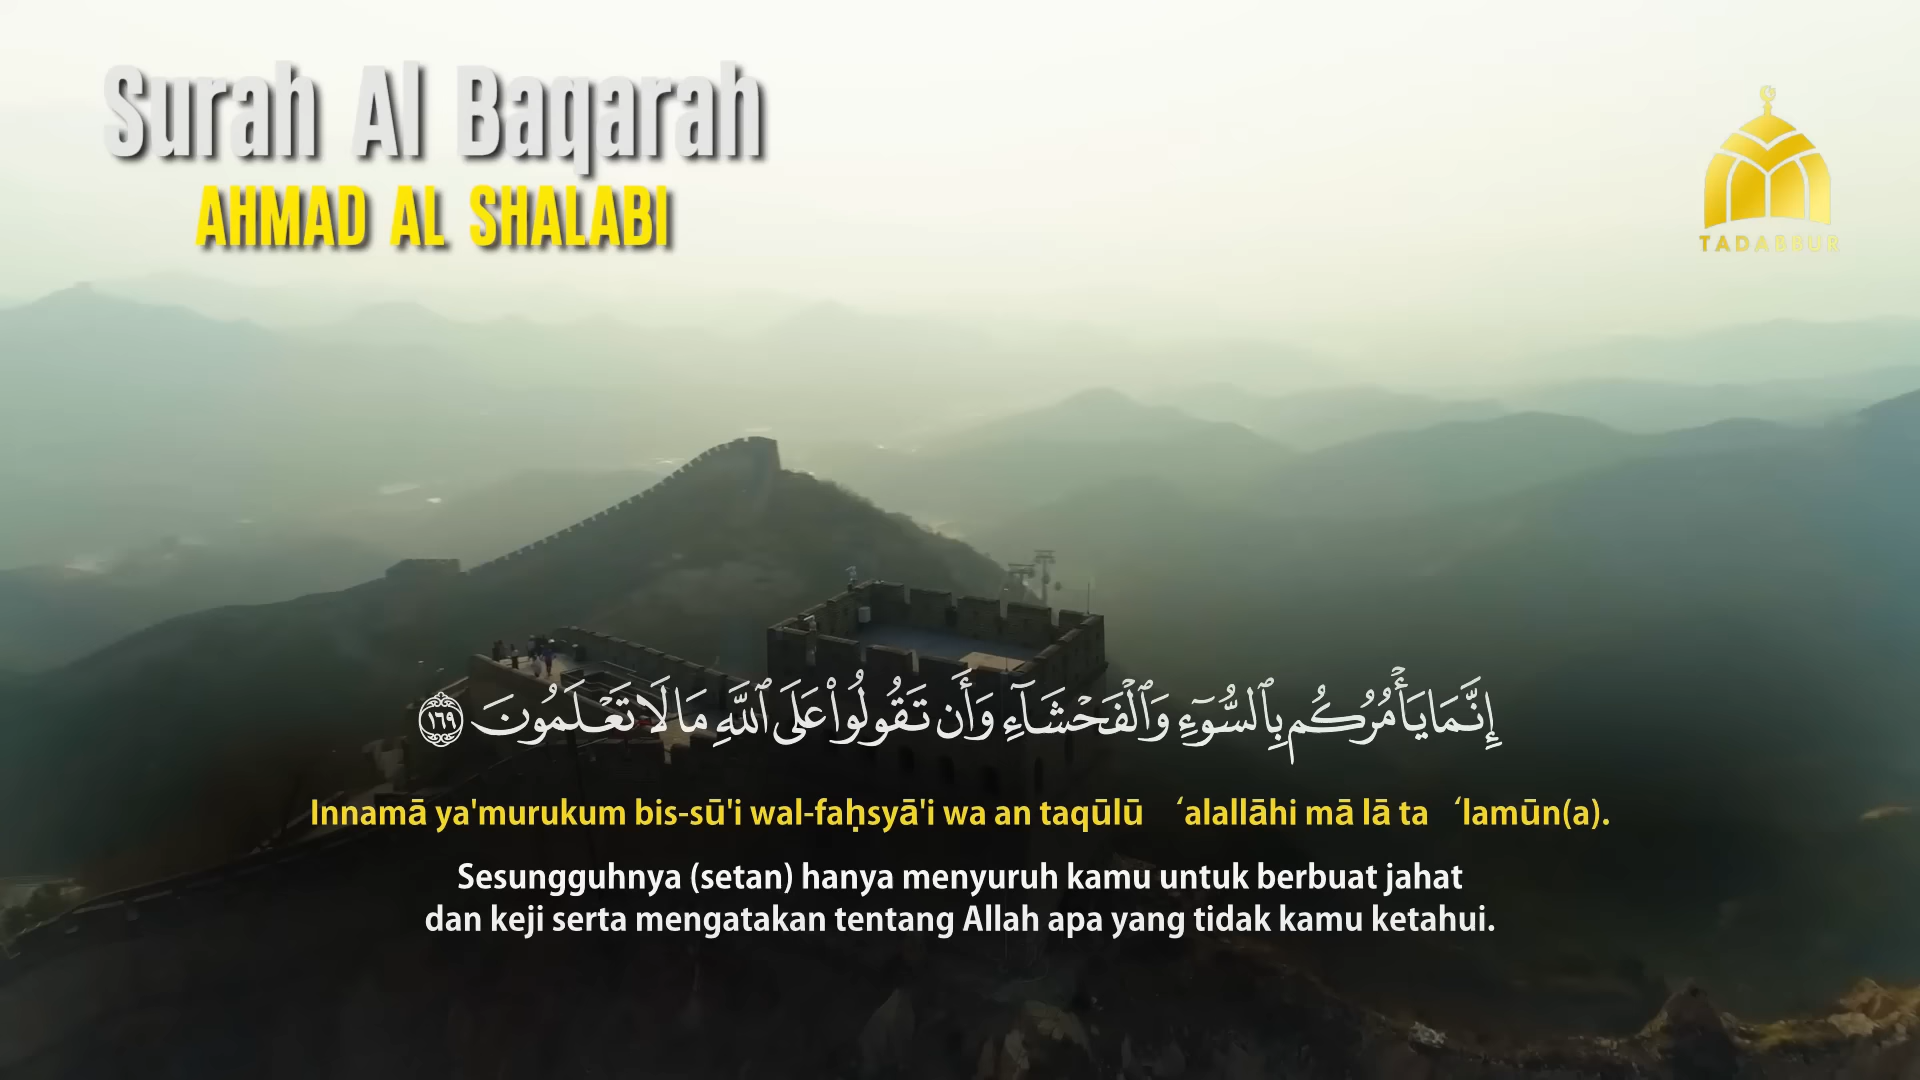 Surah Al Baqarah
AHMAD AL SHALABI
TADABBUR
إِنَّمَا يَأْمُرُكُم بِٱلسُّوٓءِ وَٱلْفَحْشَآءِ وَأَن تَقُولُوا۟ عَلَى ٱللَّهِ مَا لَا تَعْلَمُونَ ١٦٩
Innamā ya'murukum bis-sū'i wal-faḥsyā'i wa an taqūlū ‘alallāhi mā lā ta‘lamūn(a).
Sesungguhnya (setan) hanya menyuruh kamu untuk berbuat jahat
dan keji serta mengatakan tentang Allah apa yang tidak kamu ketahui.